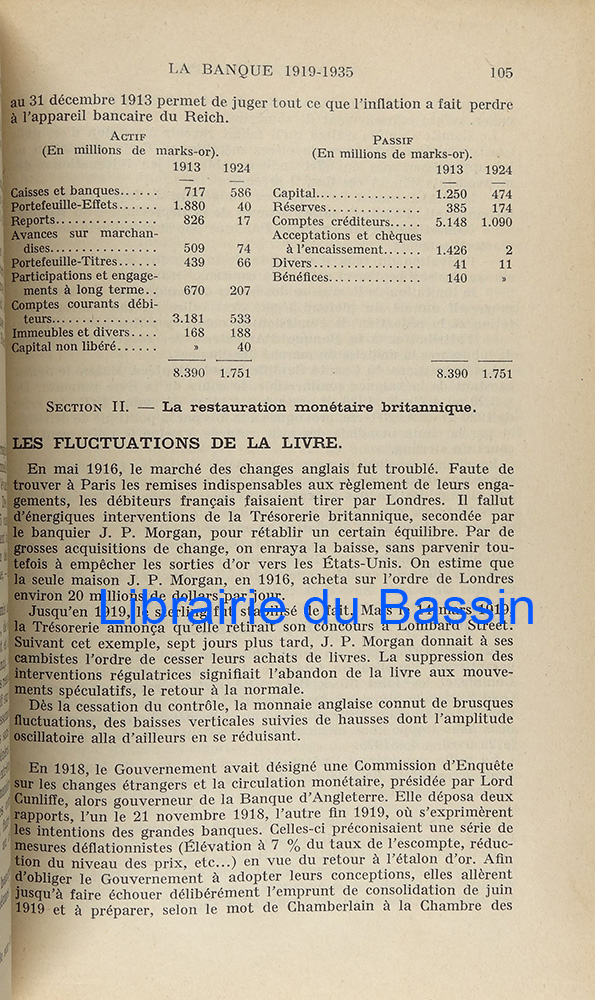 LA BANQUE 1919-1935 105
au 31 décembre 1913 permet de juger tout ce que l'inflation a fait perdre
à l'appareil bancaire du Reich.
ACTIF
(En millions de marks-or).
1913 1924
Caisses et banques...... 717 586
Portefeuille-Effets...... 1.880 40
Reports............... 826 17
Avances sur marchan-
dises............... 509 74
Portefeuille-Titres...... 439 66
Participations et engage-
ments à long terme.. 670 207
Comptes courants débi-
teurs................ 3.181 533
Immeubles et divers.... 168 188
Capital non libéré...... » 40
8.390 1.751
PASSIF
(En millions de marks-or).
1913 1924
Capital............... 1.250 474
Réserves.............. 385 174
Comptes créditeurs..... 5.148 1.090
Acceptations et chèques
à l'encaissement...... 1.426 2
Divers................ 41 11
Bénéfices.............. 140 »
8.390 1.751
SECTION II. — La restauration monétaire britannique.
LES FLUCTUATIONS DE LA LIVRE.
En mai 1916, le marché des changes anglais fut troublé. Faute de
trouver à Paris les remises indispensables aux règlement de leurs enga-
gements, les débiteurs français faisaient tirer par Londres. Il fallut
d'énergiques interventions de la Trésorerie britannique, secondée par
le banquier J. P. Morgan, pour rétablir un certain équilibre. Par de
grosses acquisitions de change, on enraya la baisse, sans parvenir tou-
tefois à empêcher les sorties d'or vers les États-Unis. On estime que
la seule maison J. P. Morgan, en 1916, acheta sur l'ordre de Londres
environ 20 millions de dollars par jour.
Jusqu'en 1919, le sterling fut stabilisé de fait. Mais le 14 mars 1919,
la Trésorerie annonça qu'elle retirait son concours à Lombard Street.
Librairie du Bassin
Suivant cet exemple, sept jours plus tard, J. P. Morgan donnait à ses
cambistes l'ordre de cesser leurs achats de livres. La suppression des
interventions régulatrices signifiait l'abandon de la livre aux mouve-
ments spéculatifs, le retour à la normale.
Dès la cessation du contrôle, la monnaie anglaise connut de brusques
fluctuations, des baisses verticales suivies de hausses dont l'amplitude
oscillatoire alla d'ailleurs en se réduisant.
En 1918, le Gouvernement avait désigné une Commission d'Enquête
sur les changes étrangers et la circulation monétaire, présidée par Lord
Cunliffe, alors gouverneur de la Banque d'Angleterre. Elle déposa deux
rapports, l'un le 21 novembre 1918, l'autre fin 1919, où s'exprimèrent
les intentions des grandes banques. Celles-ci préconisaient une série de
mesures déflationnistes (Élévation à 7 % du taux de l'escompte, réduc-
tion du niveau des prix, etc...) en vue du retour à l'étalon d'or. Afin
d'obliger le Gouvernement à adopter leurs conceptions, elles allèrent
jusqu'à faire échouer délibérément l'emprunt de consolidation de juin
1919 et à préparer, selon le mot de Chamberlain à la Chambre des